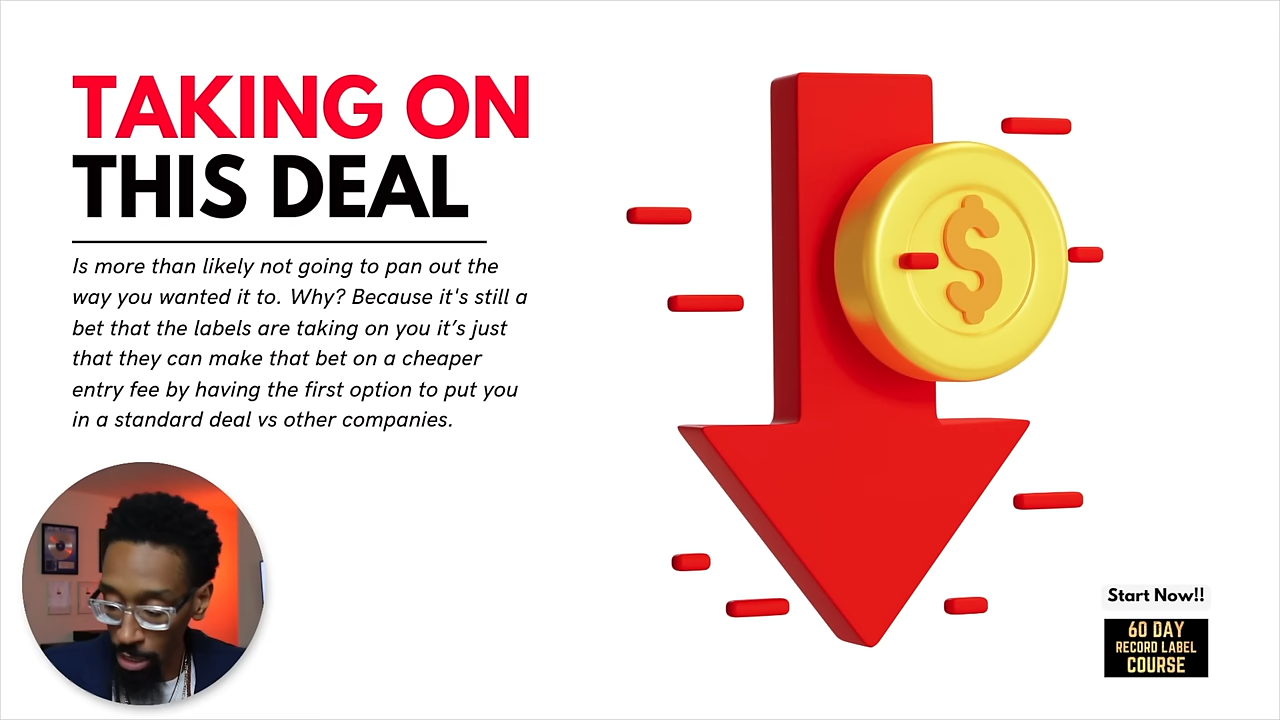 TAKING ON
THIS DEAL
Is more than likely not going to pan out the
way you wanted it to. Why? Because it's still a
bet that the labels are taking on you it’s just
that they can make that bet on a cheaper
entry fee by having the first option to put you
in a standard deal vs other companies.
$
Start Now!!
60 DAY
RECORD LABEL
COURSE